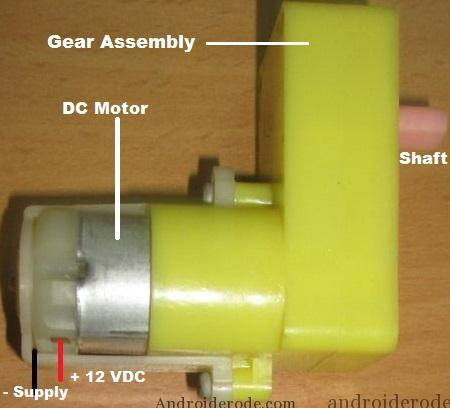 Gear Assembly
DC Motor
Shaft
+ 12 VDC
- Supply
Androiderode.com
androiderode